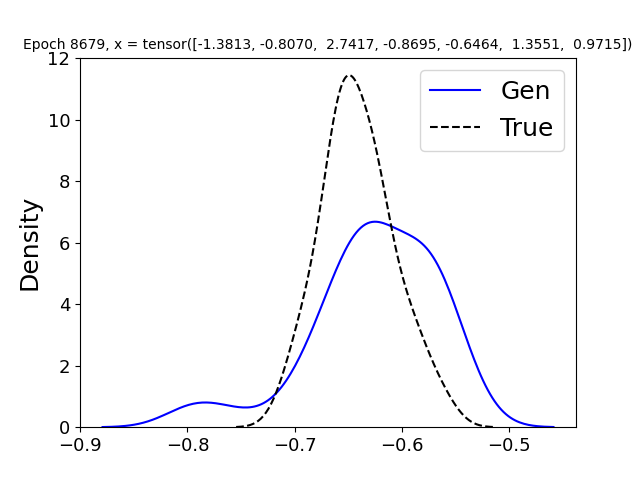 Epoch 8679, x = tensor([-1.3813, -0.8070,  2.7417, -0.8695, -0.6464,  1.3551,  0.9715])
12
10
8
6
4
2
0
Density
Gen
True
−0.9 −0.8 −0.7 −0.6 −0.5